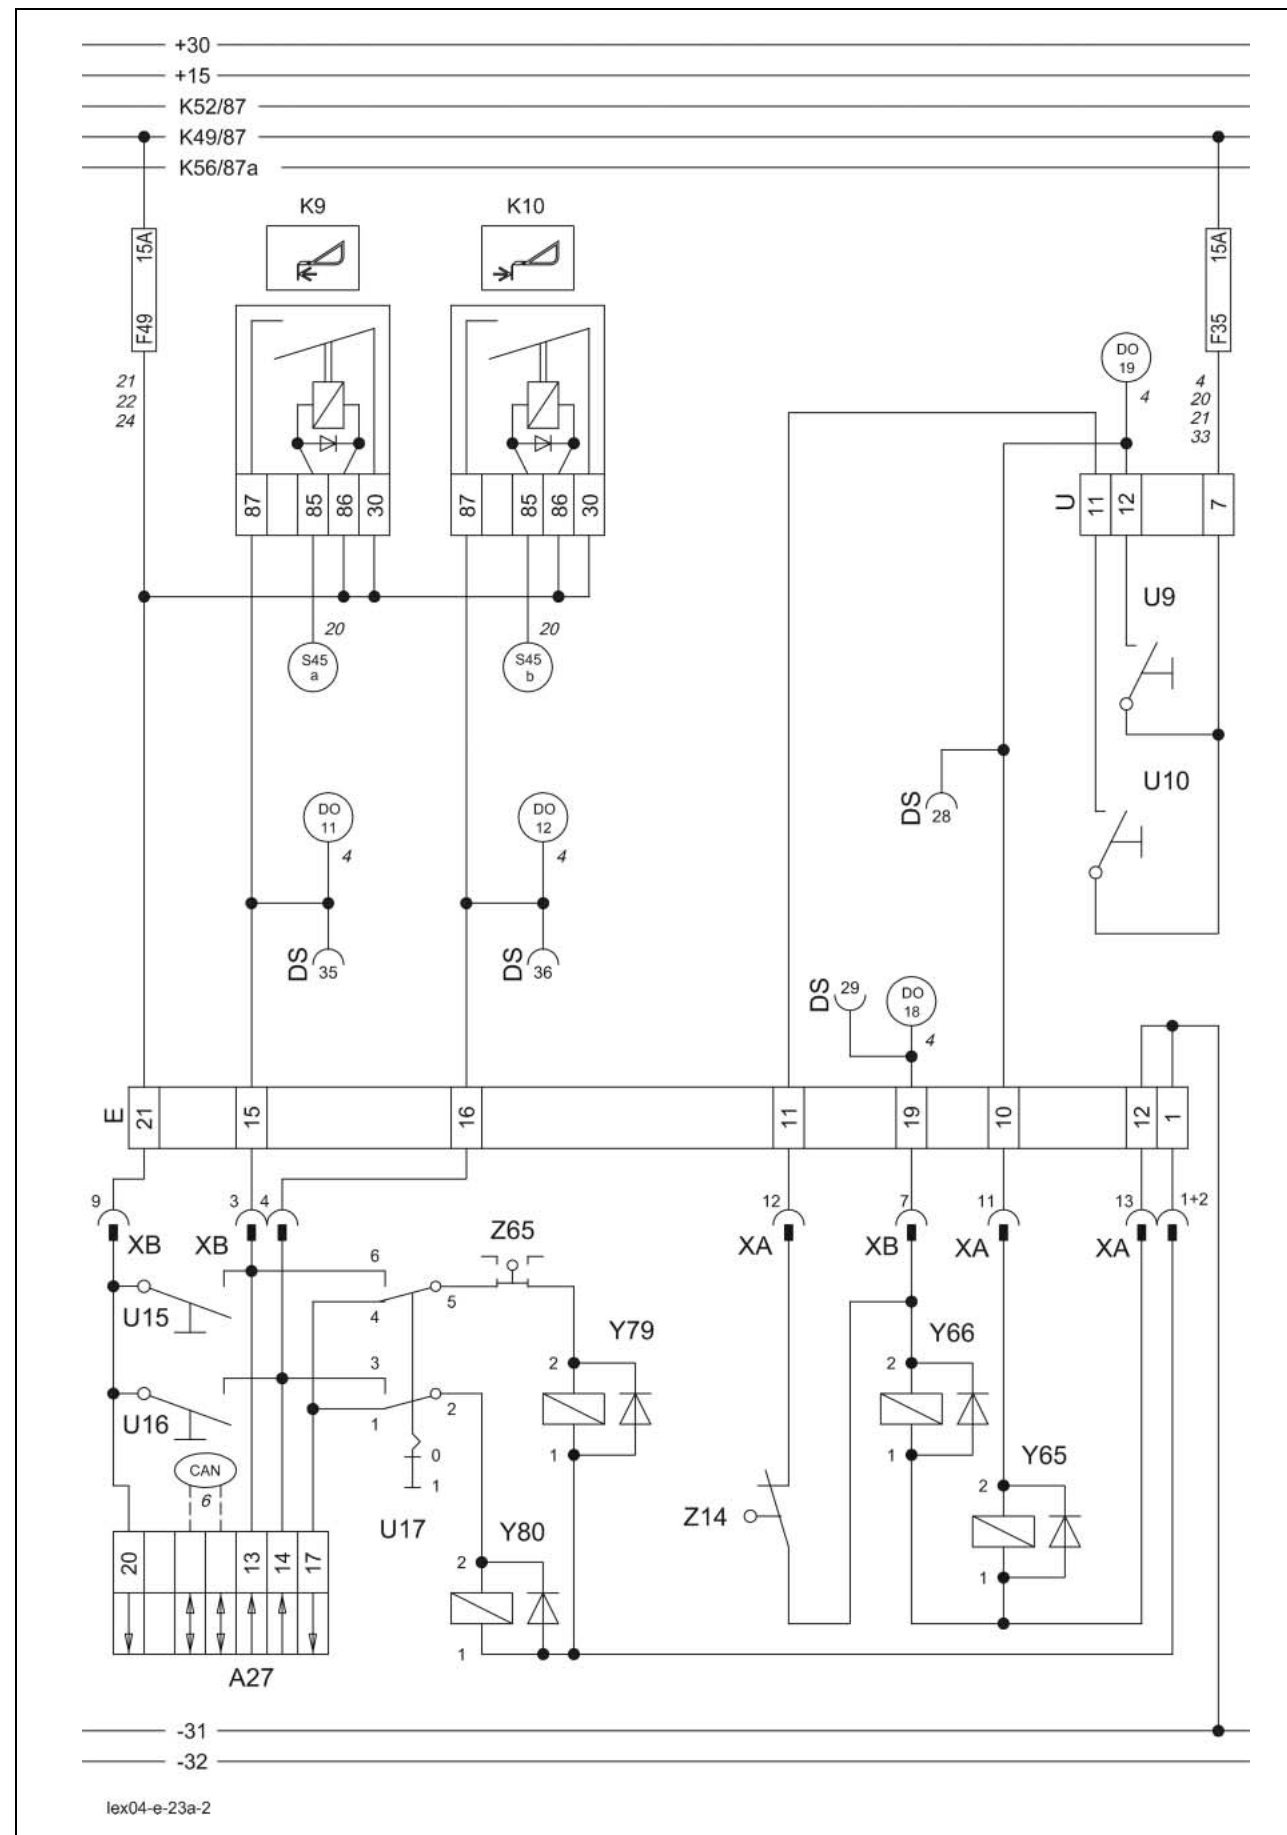 +30
+15
K52/87
K49/87
K56/87a
K9
K10
15A
F49
15A
F35
21
22
24
DO
19
4
4
20
21
33
87
85
86
30
87
85
86
30
U
11
12
7
U9
20
20
S45
a
S45
b
U10
DS
28
DO
11
DO
12
4
4
DS
35
DS
36
DS
29
DO
18
4
E
21
15
16
11
19
10
12
1
9
3
4
12
7
11
13
1+2
XB
XB
Z65
XA
XB
XA
XA
6
U15
4
5
Y79
Y66
3
2
2
U16
1
2
CAN
6
0
1
1
1
Y65
2
Z14
U17
Y80
20
13
14
17
2
1
1
A27
-31
-32
lex04-e-23a-2